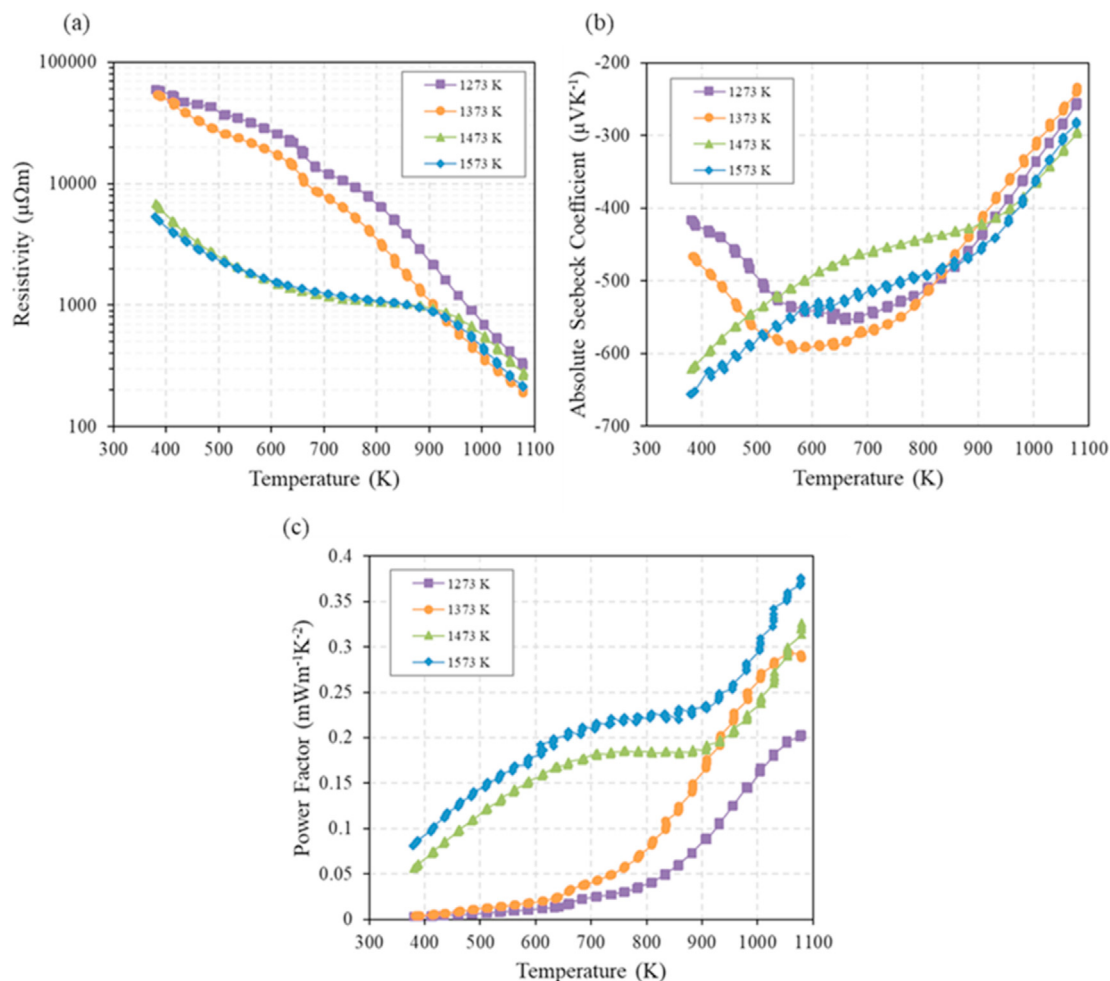 (a)
100000
10000
1000
100
Resistivity (μΩm)
1273 K
1373 K
1473 K
1573 K
300 400 500 600 700 800 900 1000 1100
Temperature (K)
(b)
-200
-300
-400
-500
-600
-700
Absolute Seebeck Coefficient (μVK⁻¹)
1273 K
1373 K
1473 K
1573 K
300 400 500 600 700 800 900 1000 1100
Temperature (K)
(c)
0.4
0.35
0.3
0.25
0.2
0.15
0.1
0.05
0
Power Factor (mWm⁻¹K⁻²)
1273 K
1373 K
1473 K
1573 K
300 400 500 600 700 800 900 1000 1100
Temperature (K)